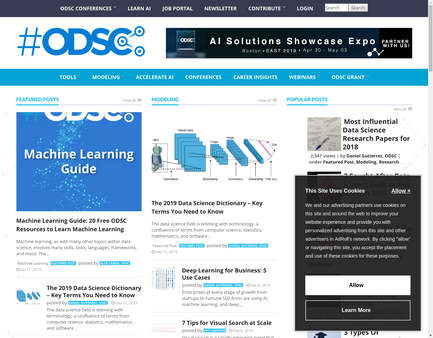 ODSC CONFERENCES LEARN AI JOB PORTAL NEWSLETTER CONTRIBUTE LOGIN Search Search
#ODSC
AI Solutions Showcase Expo
Boston • EAST 2019 • Apr 30 - May 03
PARTNER
WITH US!
TOOLS MODELING ACCELERATE AI CONFERENCES CAREER INSIGHTS WEBINARS ODSC GRANT
FEATURED POSTS View all
#ODSC
Machine Learning
Guide
Machine Learning Guide: 20 Free ODSC
Resources to Learn Machine Learning
Machine learning, as with many other topics within data
science, involves many skills, tools, languages, frameworks,
and more. The...
Machine Learning FEATURED POST posted by
Jan 17, 2019
The 2019 Data Science Dictionary
– Key Terms You Need to Know
posted by
The data science field is teeming with
terminology, a confluence of terms from
computer science, statistics, mathematics,
and software...
MODELING View all
The 2019 Data Science Dictionary – Key
Terms You Need to Know
The data science field is teeming with terminology, a
confluence of terms from computer science, statistics,
mathematics, and software...
Featured Post FEATURED POST posted by
Deep Learning for Business: 5
Use Cases
posted by
Enterprises at every stage of growth from
startups to Fortune 500 firms are using AI,
machine learning, and deep...
7 Tips for Visual Search at Scale
posted by
POPULAR POSTS View all
Most Influential
Data Science
Research Papers for
2018
2,347 views | by Daniel Gutierrez, ODSC |
under Featured Post, Modeling, Research
This Site Uses Cookies Allow ×
We and our advertising partners use cookies on
this site and around the web to improve your
website experience and provide you with
personalized advertising from this site and other
advertisers in AdRoll's network. By clicking "allow"
or navigating this site, you accept the placement
and use of these cookies for these purposes.
Allow
Learn More
3 Types Of